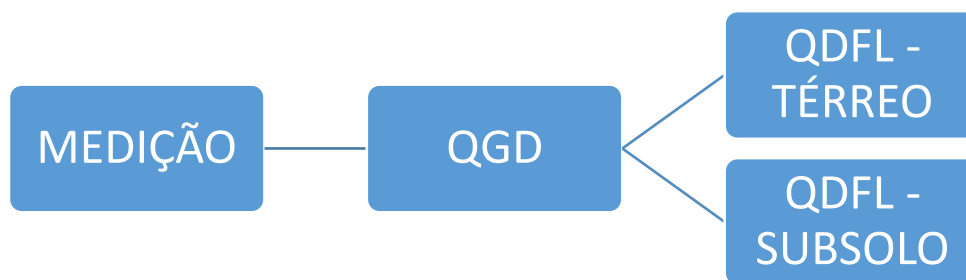 MEDIÇÃO
QGD
QDFL -
TÉRREO
QDFL -
SUBSOLO